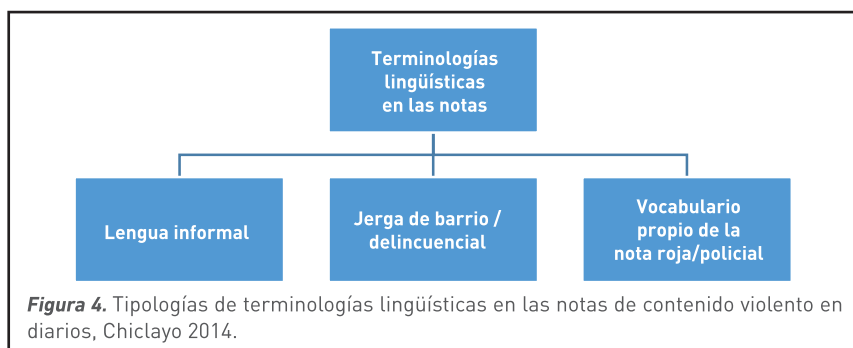 Terminologías
lingüísticas
en las notas
Lengua informal
Jerga de barrio /
delincuencial
Vocabulario
propio de la
nota roja/policial
Figura 4. Tipologías de terminologías lingüísticas en las notas de contenido violento en
diarios, Chiclayo 2014.